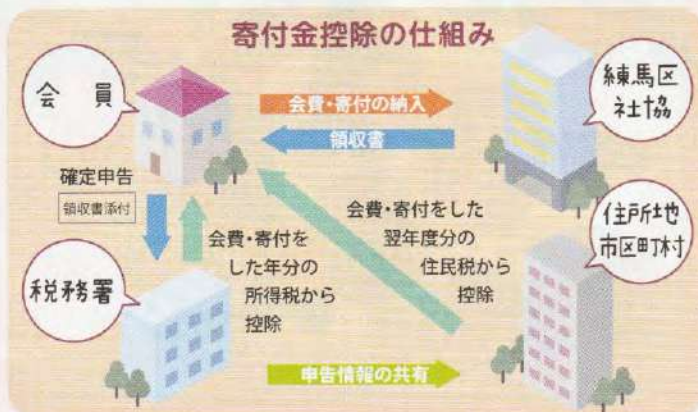 寄付金控除の仕組み
会 員
会費・寄付の納入
領収書
練馬区
社協
確定申告
領収書添付
会費・寄付を
した年分の
所得税から
控除
会費・寄付をした
翌年度分の
住民税から
控除
住所地
市区町村
税務署
申告情報の共有